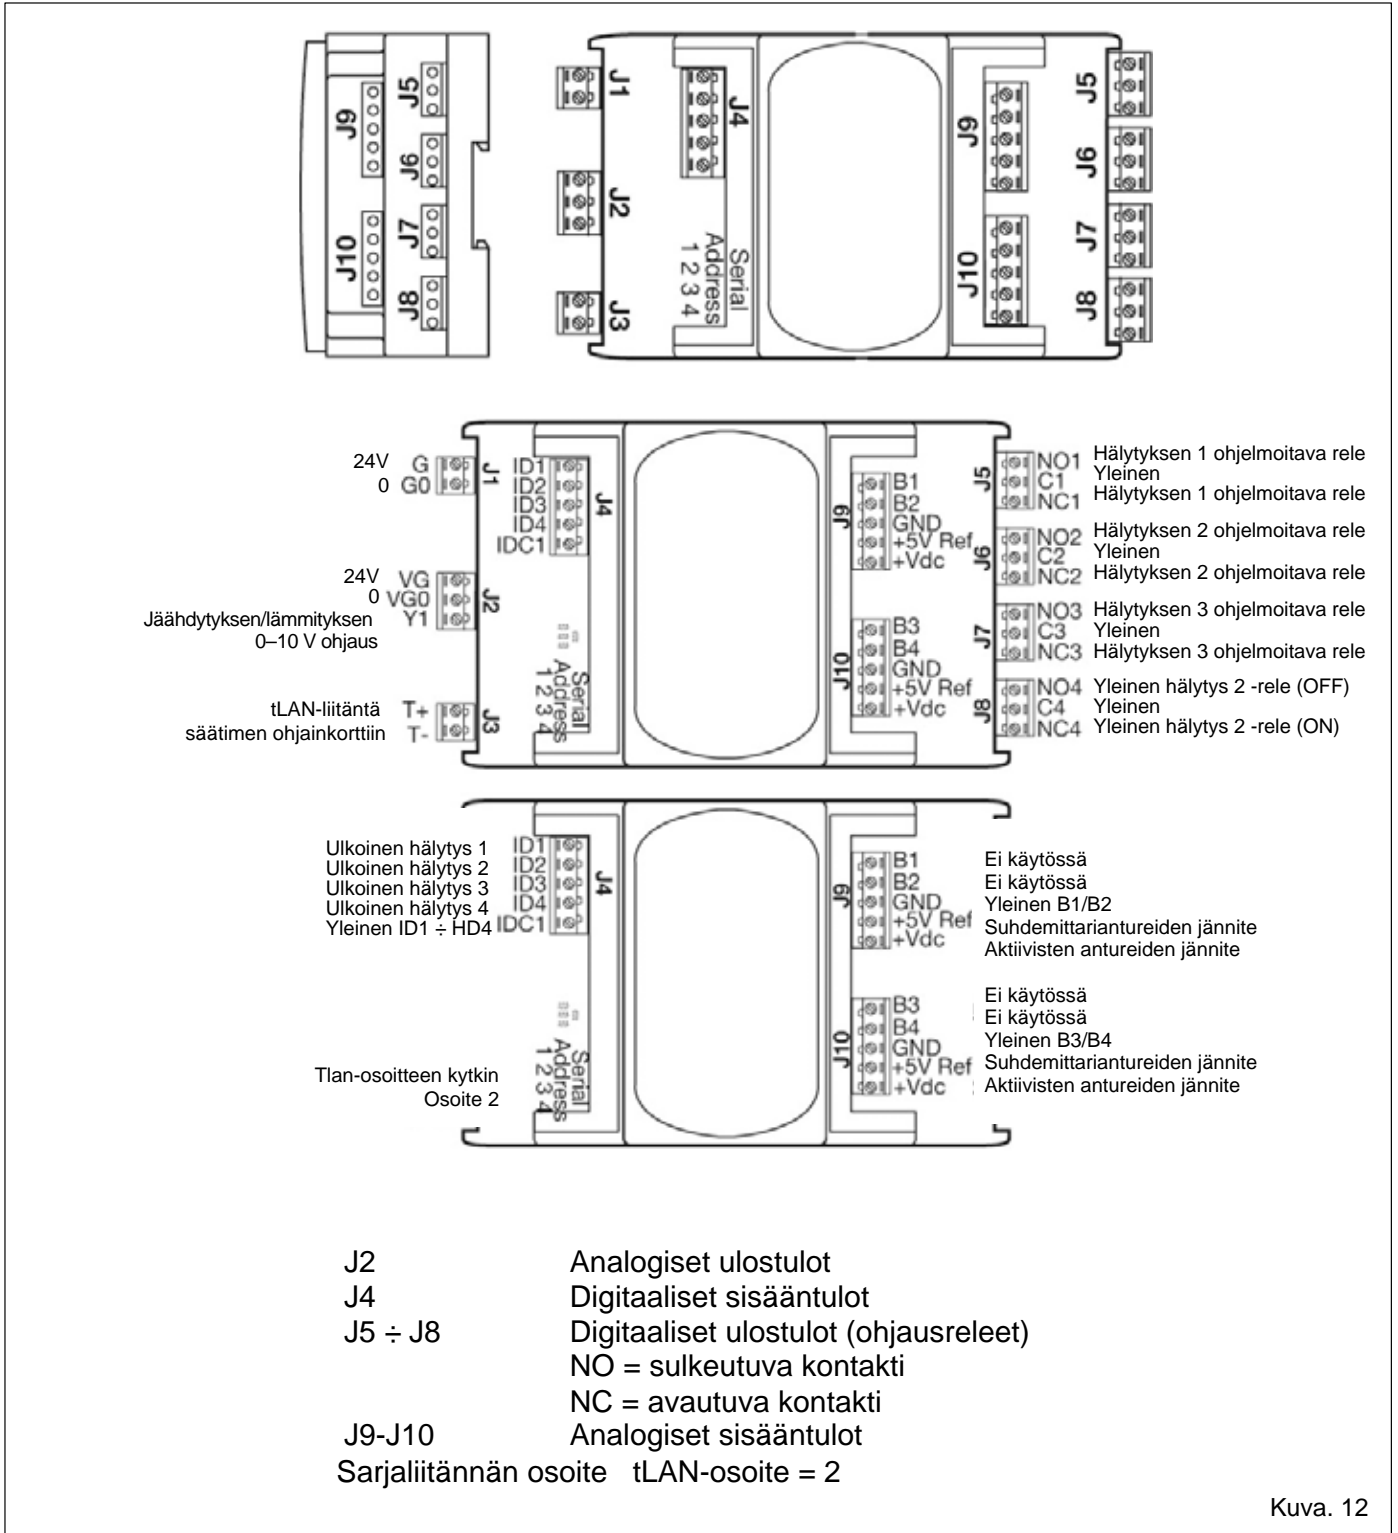 J9
J10
J5
J6
J7
J8
J1
J2
J3
J4
Serial
Address
1 2 3 4
J9
J10
J5
J6
J7
J8
24V G
0 G0
J1
24V VG
0 VG0
Jäähdytyksen/lämmityksen Y1
0–10 V ohjaus
J2
tLAN-liitäntä T+
säätimen ohjainkorttiin T-
J3
ID1
ID2
ID3
ID4
IDC1
J4
Serial
Address
1 2 3 4
J9
B1
B2
GND
+5V Ref
+Vdc
J10
B3
B4
GND
+5V Ref
+Vdc
J5
NO1 Hälytyksen 1 ohjelmoitava rele
C1 Yleinen
NC1 Hälytyksen 1 ohjelmoitava rele
J6
NO2 Hälytyksen 2 ohjelmoitava rele
C2 Yleinen
NC2 Hälytyksen 2 ohjelmoitava rele
J7
NO3 Hälytyksen 3 ohjelmoitava rele
C3 Yleinen
NC3 Hälytyksen 3 ohjelmoitava rele
J8
NO4 Yleinen hälytys 2 -rele (OFF)
C4 Yleinen
NC4 Yleinen hälytys 2 -rele (ON)
Ulkoinen hälytys 1 ID1
Ulkoinen hälytys 2 ID2
Ulkoinen hälytys 3 ID3
Ulkoinen hälytys 4 ID4
Yleinen ID1 ÷ HD4 IDC1
J4
Serial
Address
1 2 3 4
Tlan-osoitteen kytkin
Osoite 2
J9
B1 Ei käytössä
B2 Ei käytössä
GND Yleinen B1/B2
+5V Ref Suhdemittariantureiden jännite
+Vdc Aktiivisten antureiden jännite
J10
B3 Ei käytössä
B4 Ei käytössä
GND Yleinen B3/B4
+5V Ref Suhdemittariantureiden jännite
+Vdc Aktiivisten antureiden jännite
J2 Analogiset ulostulot
J4 Digitaaliset sisääntulot
J5 ÷ J8 Digitaaliset ulostulot (ohjausreleet)
NO = sulkeutuva kontakti
NC = avautuva kontakti
J9-J10 Analogiset sisääntulot
Sarjaliitännän osoite tLAN-osoite = 2
Kuva. 12